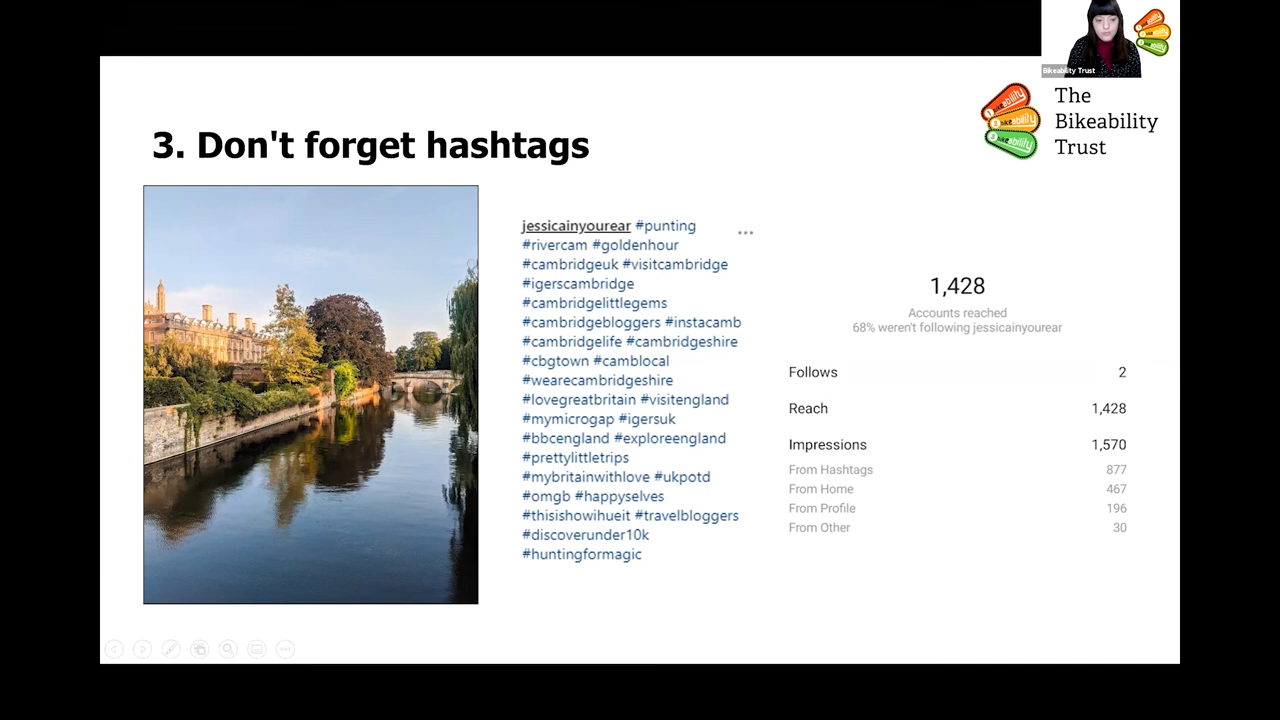 Bikeability Trust
The
Bikeability
Trust
3. Don't forget hashtags
jessicainyourear #punting
#rivercam #goldenhour
#cambridgeuk #visitcambridge
#igerscambridge
#cambridgelittlegems
#cambridgebloggers #instacamb
#cambridgelife #cambridgeshire
#cbgtown #camblocal
#wearecambridgeshire
#lovegreatbritain #visitengland
#mymicrogap #igersuk
#bbcengland #exploreengland
#prettylittletrips
#mybritainwithlove #ukpotd
#omgb #happyselves
#thisishowihueit #travelbloggers
#discoverunder10k
#huntingformagic
1,428
Accounts reached
68% weren't following jessicainyourear
Follows 2
Reach 1,428
Impressions 1,570
From Hashtags 877
From Home 467
From Profile 196
From Other 30